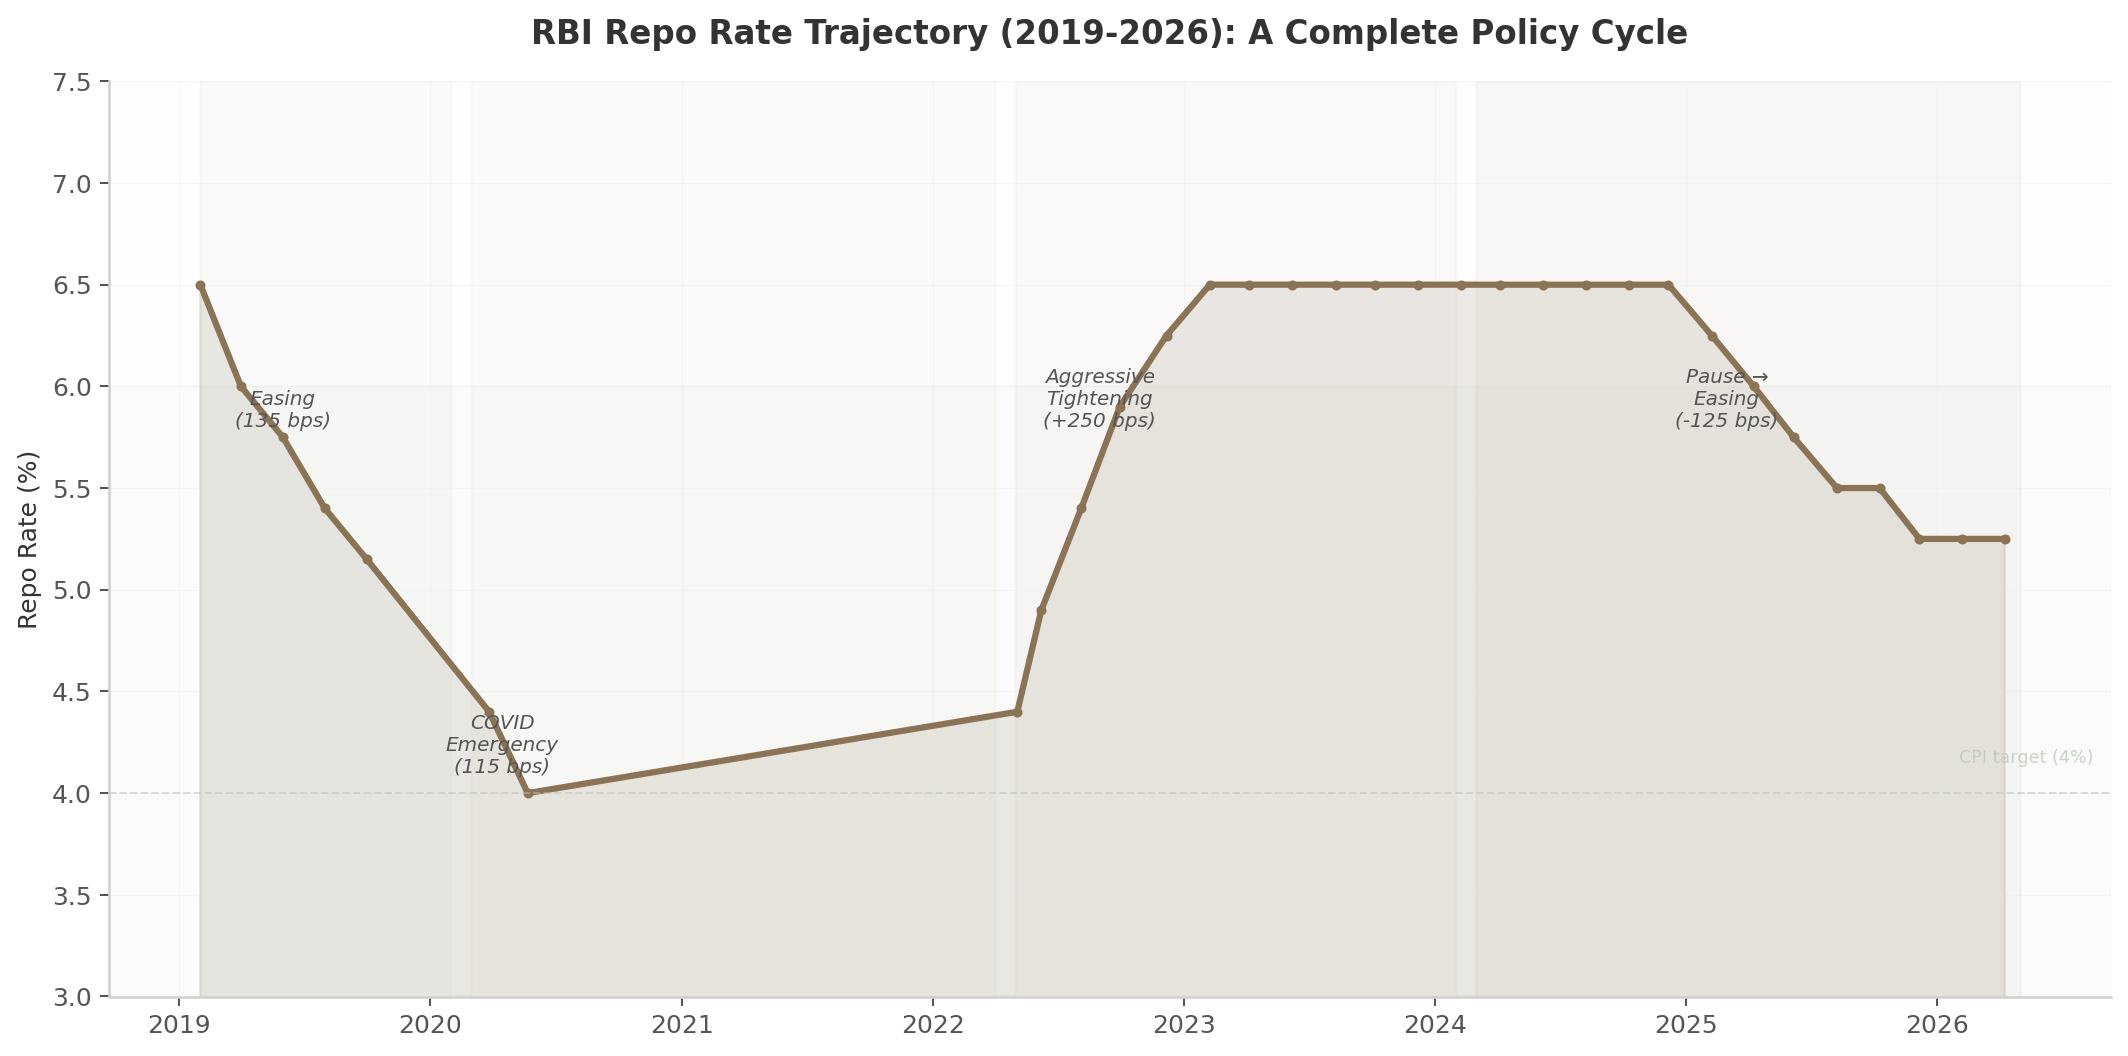 RBI Repo Rate Trajectory (2019-2026): A Complete Policy Cycle
Repo Rate (%)
7.5
7.0
6.5
6.0
5.5
5.0
4.5
4.0
3.5
3.0
Easing
(135 bps)
COVID
Emergency
(115 bps)
Aggressive
Tightening
(+250 bps)
Pause →
Easing
(-125 bps)
CPI target (4%)
2019
2020
2021
2022
2023
2024
2025
2026